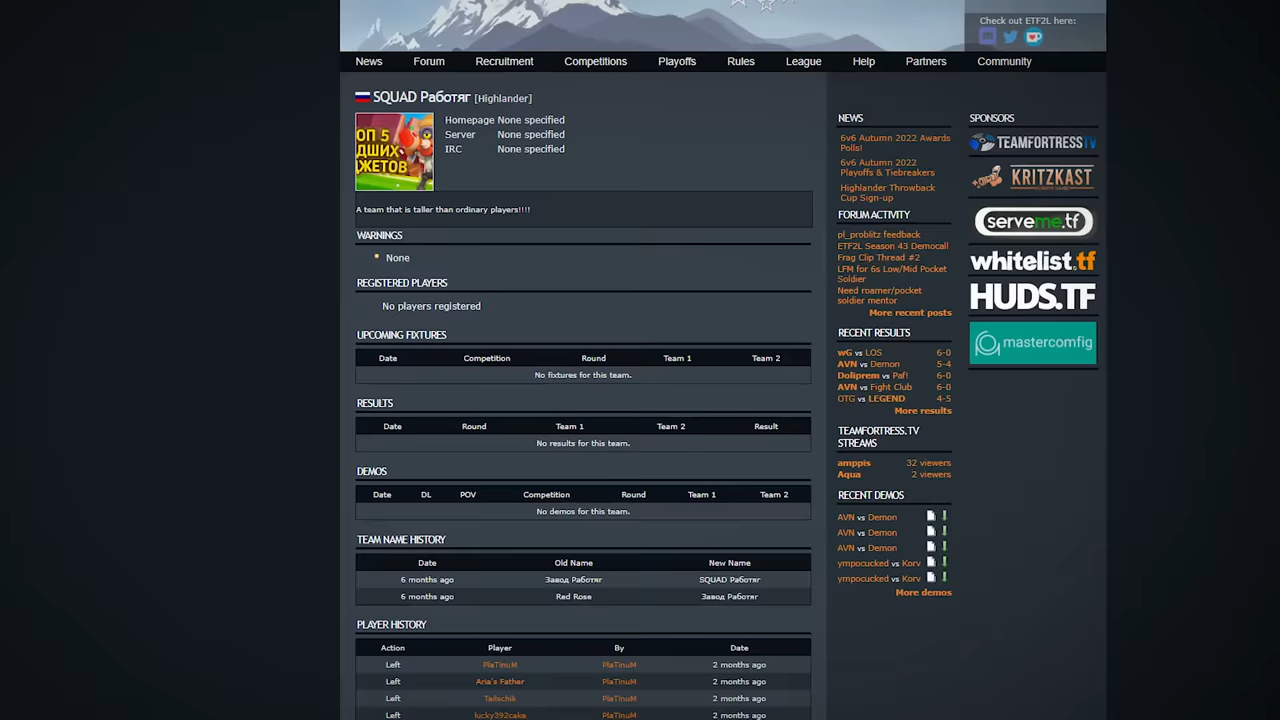 Check out ETF2L here:
News Forum Recruitment Competitions Playoffs Rules League Help Partners Community
SQUAD Работяг [Highlander]
ОП 5
ДШИХ
ЖЕТОВ
Homepage None specified
Server None specified
IRC None specified
A team that is taller than ordinary players!!!!
WARNINGS
None
REGISTERED PLAYERS
No players registered
UPCOMING FIXTURES
Date Competition Round Team 1 Team 2
No fixtures for this team.
RESULTS
Date Round Team 1 Team 2 Result
No results for this team.
DEMOS
Date DL POV Competition Round Team 1 Team 2
No demos for this team.
TEAM NAME HISTORY
Date Old Name New Name
6 months ago Завод Работяг SQUAD Работяг
6 months ago Red Rose Завод Работяг
PLAYER HISTORY
Action Player By Date
Left PlaTinuM PlaTinuM 2 months ago
Left Aria's Father PlaTinuM 2 months ago
Left Tailschik PlaTinuM 2 months ago
Left lucky392cake PlaTinuM 2 months ago
NEWS
6v6 Autumn 2022 Awards
Polls!
6v6 Autumn 2022
Playoffs & Tiebreakers
Highlander Throwback
Cup Sign-up
FORUM ACTIVITY
pl_problitz feedback
ETF2L Season 43 Democall
Frag Clip Thread #2
LFM for 6s Low/Mid Pocket
Soldier
Need roamer/pocket
soldier mentor
More recent posts
RECENT RESULTS
wG vs LOS 6-0
AVN vs Demon 5-4
Doliprem vs Paf! 6-0
AVN vs Fight Club 6-0
OTG vs LEGEND 4-5
More results
TEAMFORTRESS.TV
STREAMS
amppis 32 viewers
Aqua 2 viewers
RECENT DEMOS
AVN vs Demon
AVN vs Demon
AVN vs Demon
ympocucked vs Korv
ympocucked vs Korv
More demos
SPONSORS
TEAMFORTRESS TV
KRITZKAST
serveme.tf
whitelist.tf
HUDS.TF
mastercomfig